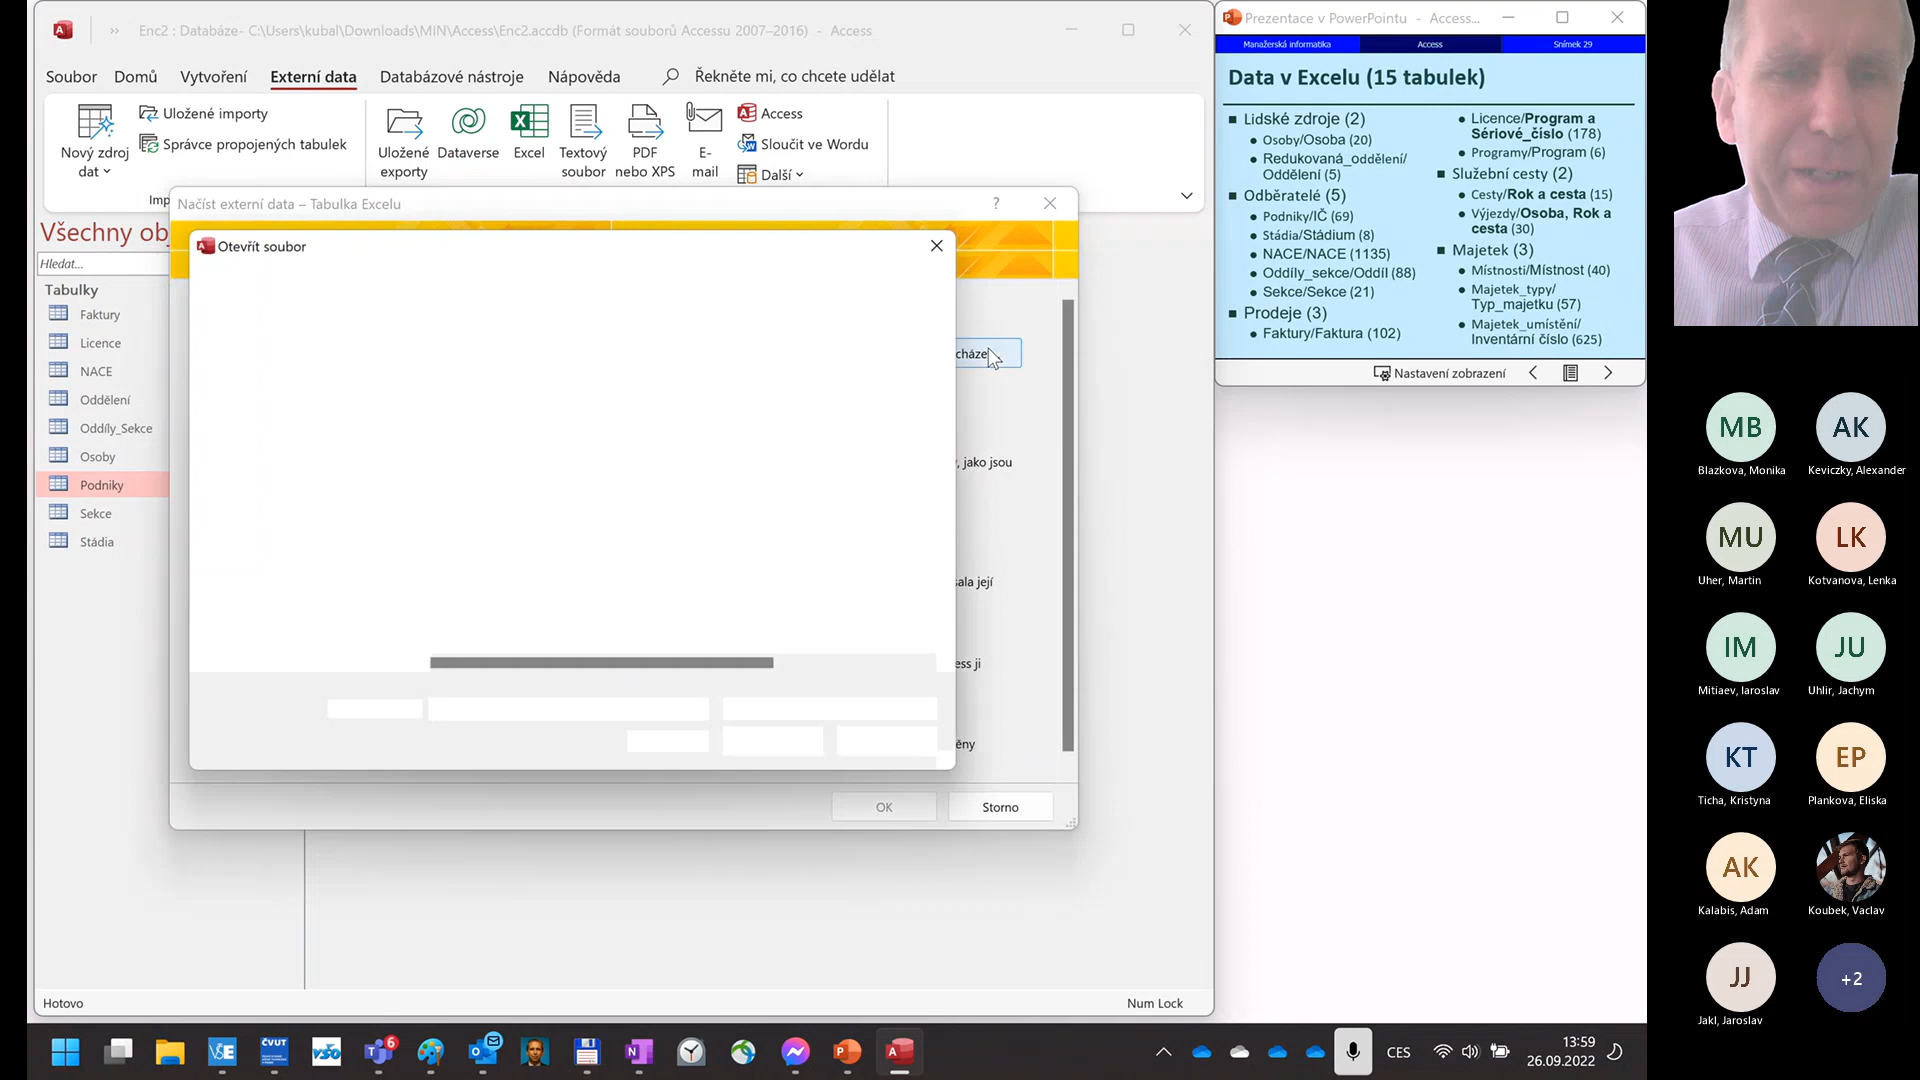 Enc2 : Databáze- C:\Users\kubal\Downloads\MIN\Access\Enc2.accdb (Formát souborů Accessu 2007–2016) - Access
Soubor Domů Vytvoření Externí data Databázové nástroje Nápověda Řekněte mi, co chcete udělat
Nový zdroj
dat
Uložené importy
Správce propojených tabulek
Uložené
exporty
Dataverse
Excel
Textový
soubor
PDF
nebo XPS
E-
mail
Access
Sloučit ve Wordu
Další
Imp
Všechny ob
Hledat...
Tabulky
Faktury
Licence
NACE
Oddělení
Oddíly_Sekce
Osoby
Podniky
Sekce
Stádia
Načíst externí data – Tabulka Excelu
?
Otevřít soubor
cháze
, jako jsou
sala její
ess ji
ěny
OK
Storno
Hotovo
Num Lock
Prezentace v PowerPointu - Access...
Manažerská informatika
Access
Snímek 29
Data v Excelu (15 tabulek)
Lidské zdroje (2)
Osoby/Osoba (20)
Redukovaná_oddělení/
Oddělení (5)
Odběratelé (5)
Podniky/IČ (69)
Stádia/Stádium (8)
NACE/NACE (1135)
Oddíly_sekce/Oddíl (88)
Sekce/Sekce (21)
Prodeje (3)
Faktury/Faktura (102)
Licence/Program a
Sériové_číslo (178)
Programy/Program (6)
Služební cesty (2)
Cesty/Rok a cesta (15)
Výjezdy/Osoba, Rok a
cesta (30)
Majetek (3)
Místnosti/Místnost (40)
Majetek_typy/
Typ_majetku (57)
Majetek_umístění/
Inventární číslo (625)
Nastavení zobrazení
MB
Blazkova, Monika
AK
Keviczky, Alexander
MU
Uher, Martin
LK
Kotvanova, Lenka
IM
Mitiaev, Iaroslav
JU
Uhlir, Jachym
KT
Ticha, Kristyna
EP
Plankova, Eliska
AK
Kalabis, Adam
Koubek, Vaclav
JJ
Jakl, Jaroslav
+2
ČVUT
6
CES
13:59
26.09.2022